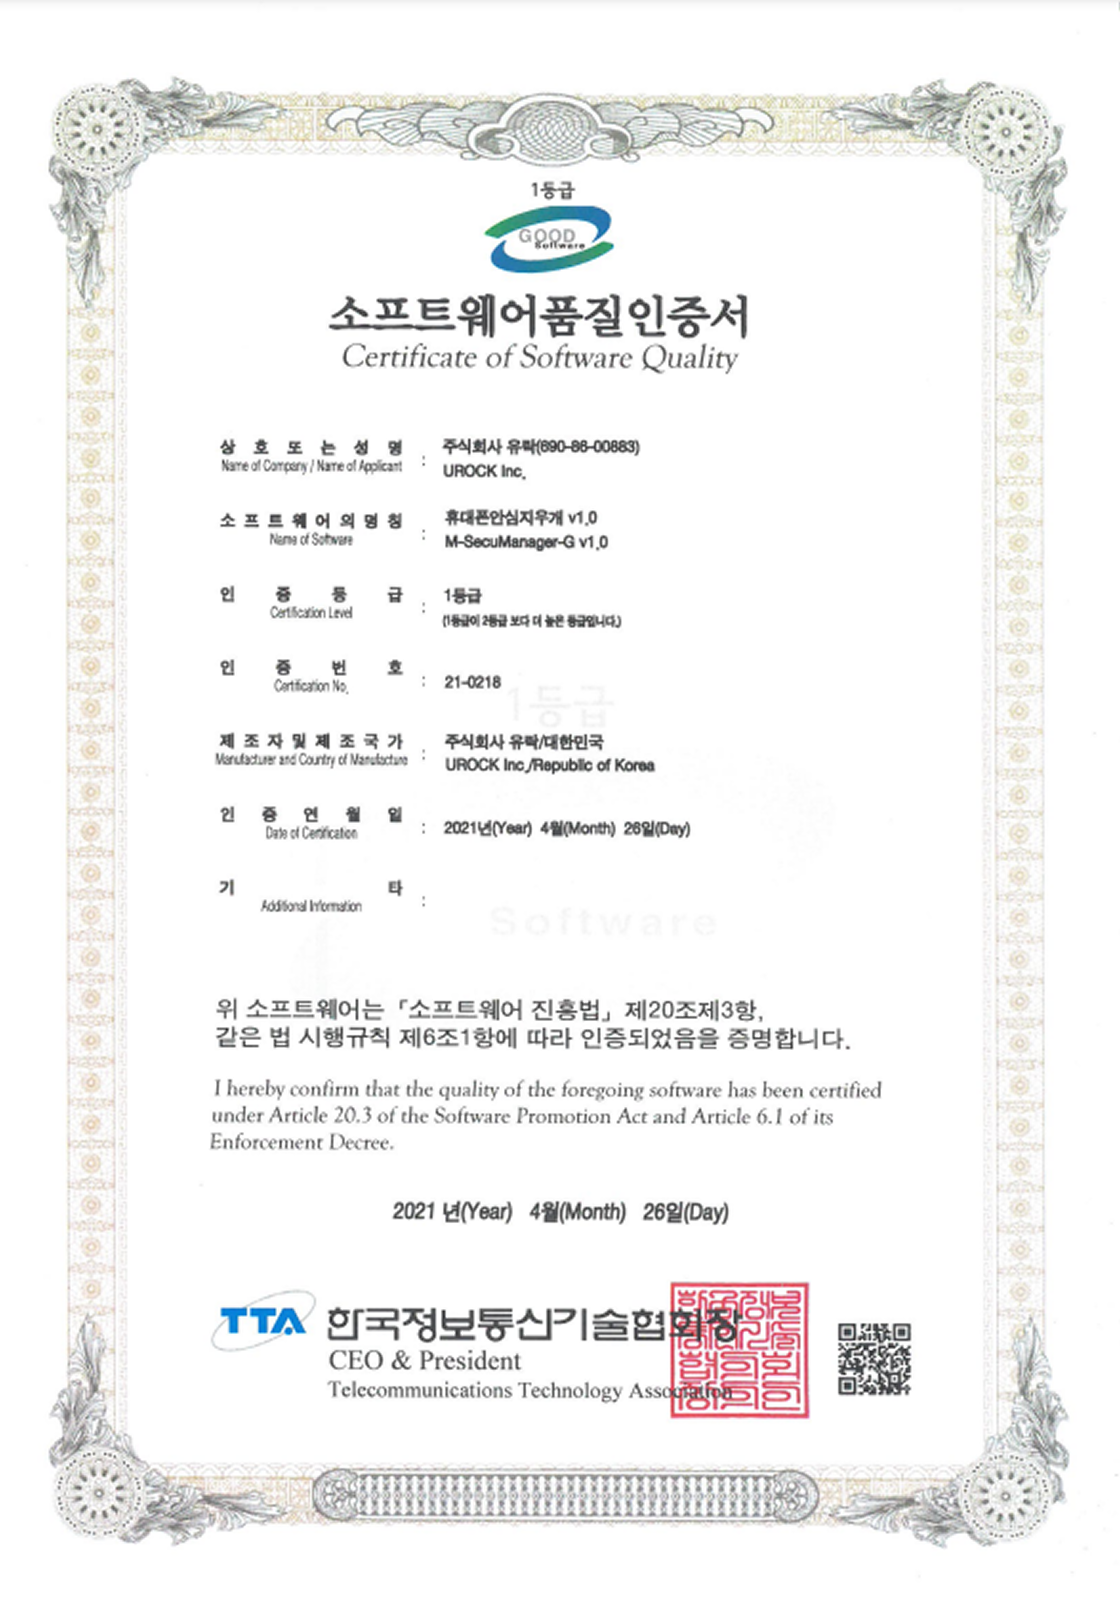 1등급
GOOD
Software
소프트웨어품질인증서
Certificate of Software Quality
상호또는성명
Name of Company / Name of Applicant
:
주식회사 유락(690-86-00883)
UROCK Inc.
소프트웨어의명칭
Name of Software
:
휴대폰안심지우개 v1.0
M-SecuManager-G v1.0
인증등급
Certification Level
:
1등급
(1등급이 2등급 보다 더 높은 등급입니다.)
인증번호
Certification No.
: 21-0218
1등급
제조자및제조국가
Manufacturer and Country of Manufacture
:
주식회사 유락/대한민국
UROCK Inc./Republic of Korea
인증연월일
Date of Certification
: 2021년(Year) 4월(Month) 26일(Day)
기타
Additional Information
:
Software
위 소프트웨어는 「소프트웨어 진흥법」 제20조제3항,
같은 법 시행규칙 제6조1항에 따라 인증되었음을 증명합니다.
I hereby confirm that the quality of the foregoing software has been certified
under Article 20.3 of the Software Promotion Act and Article 6.1 of its
Enforcement Decree.
2021 년(Year) 4월(Month) 26일(Day)
TTA 한국정보통신기술협회장
CEO & President
Telecommunications Technology Association